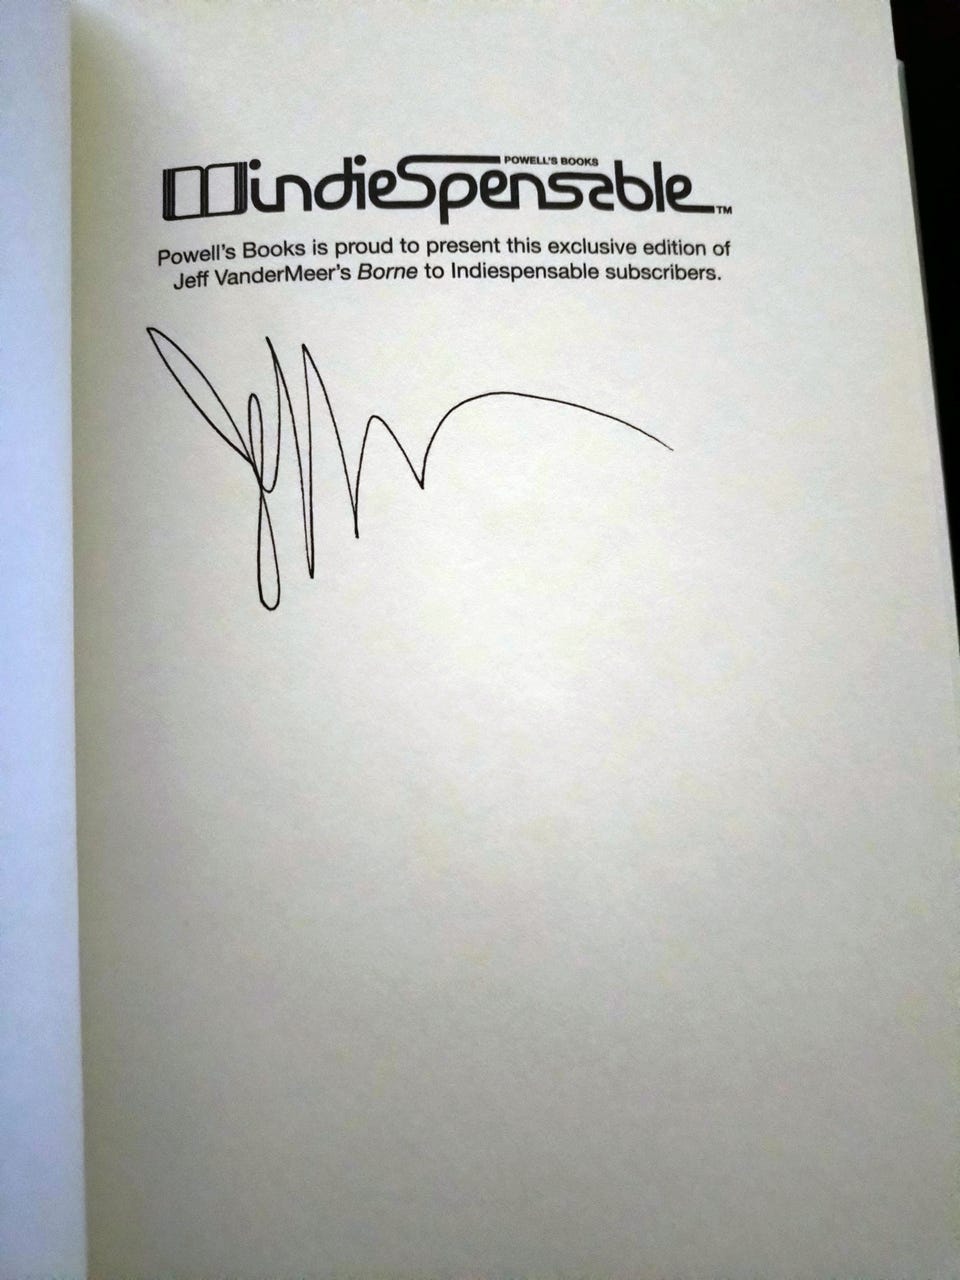 POWELL'S BOOKS
indiespensable™
Powell's Books is proud to present this exclusive edition of
Jeff VanderMeer's Borne to Indiespensable subscribers.